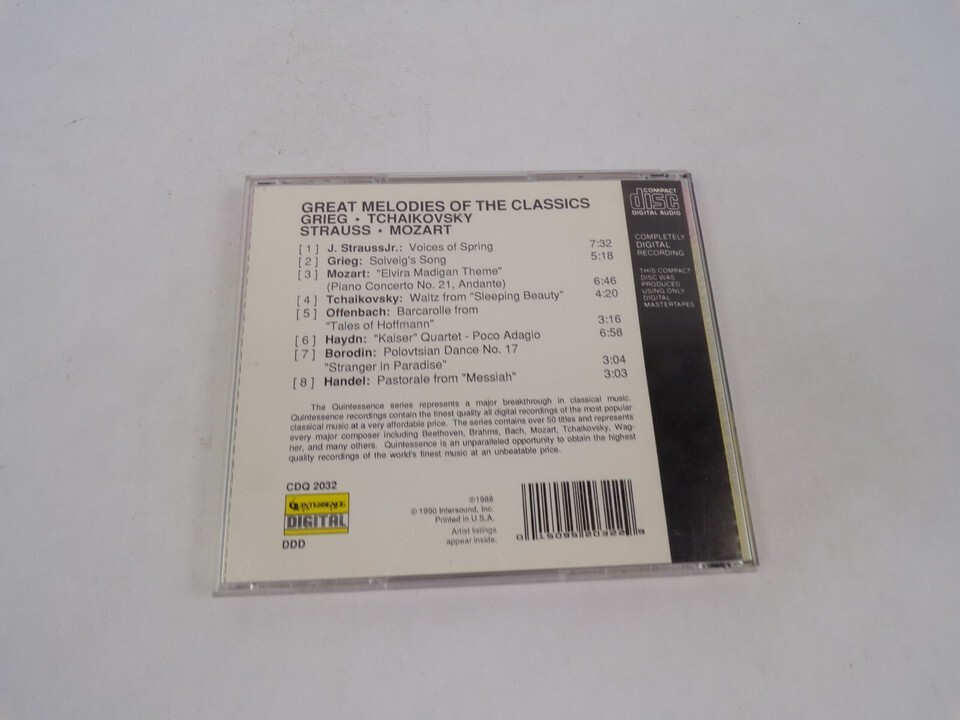 GREAT MELODIES OF THE CLASSICS
GRIEG • TCHAIKOVSKY
STRAUSS • MOZART
[ 1 ] J. StraussJr.: Voices of Spring 7:32
[ 2 ] Grieg: Solveig's Song 5:18
[ 3 ] Mozart: "Elvira Madigan Theme"
(Piano Concerto No. 21, Andante) 6:46
[ 4 ] Tchaikovsky: Waltz from "Sleeping Beauty" 4:20
[ 5 ] Offenbach: Barcarolle from
"Tales of Hoffmann" 3:16
[ 6 ] Haydn: "Kaiser" Quartet - Poco Adagio 6:58
[ 7 ] Borodin: Polovtsian Dance No. 17
"Stranger in Paradise" 3:04
[ 8 ] Handel: Pastorale from "Messiah" 3:03
The Quintessence series represents a major breakthrough in classical music.
Quintessence recordings contain the finest quality all digital recordings of the most popular
classical music at a very affordable price. The series contains over 50 titles and represents
every major composer including Beethoven, Brahms, Bach, Mozart, Tchaikovsky, Wag-
ner, and many others. Quintessence is an unparalleled opportunity to obtain the highest
quality recordings of the world's finest music at an unbeatable price.
CDQ 2032
QUINTESSENCE
DIGITAL
DDD
℗1988
© 1990 Intersound, Inc.
Printed in U.S.A.
Artist listings
appear inside.
COMPACT
disc
DIGITAL AUDIO
COMPLETELY
DIGITAL
RECORDING
THIS COMPACT
DISC WAS
PRODUCED
USING ONLY
DIGITAL
MASTERTAPES